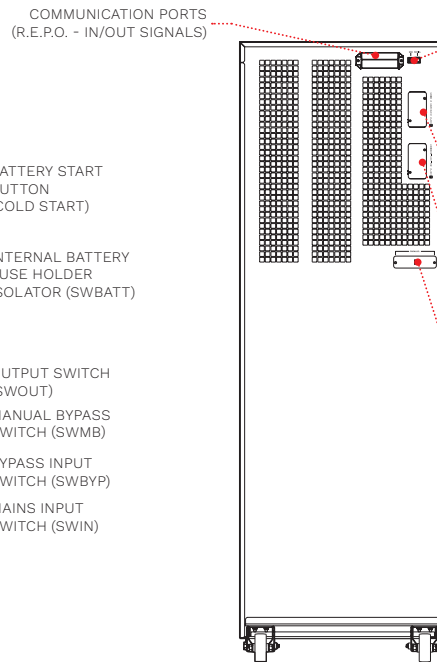 COMMUNICATION PORTS
(R.E.P.O. - IN/OUT SIGNALS)
ATTERY START
UTTON
COLD START)
NTERNAL BATTERY
USE HOLDER
SOLATOR (SWBATT)
UTPUT SWITCH
SWOUT)
MANUAL BYPASS
WITCH (SWMB)
YPASS INPUT
WITCH (SWBYP)
MAINS INPUT
WITCH (SWIN)